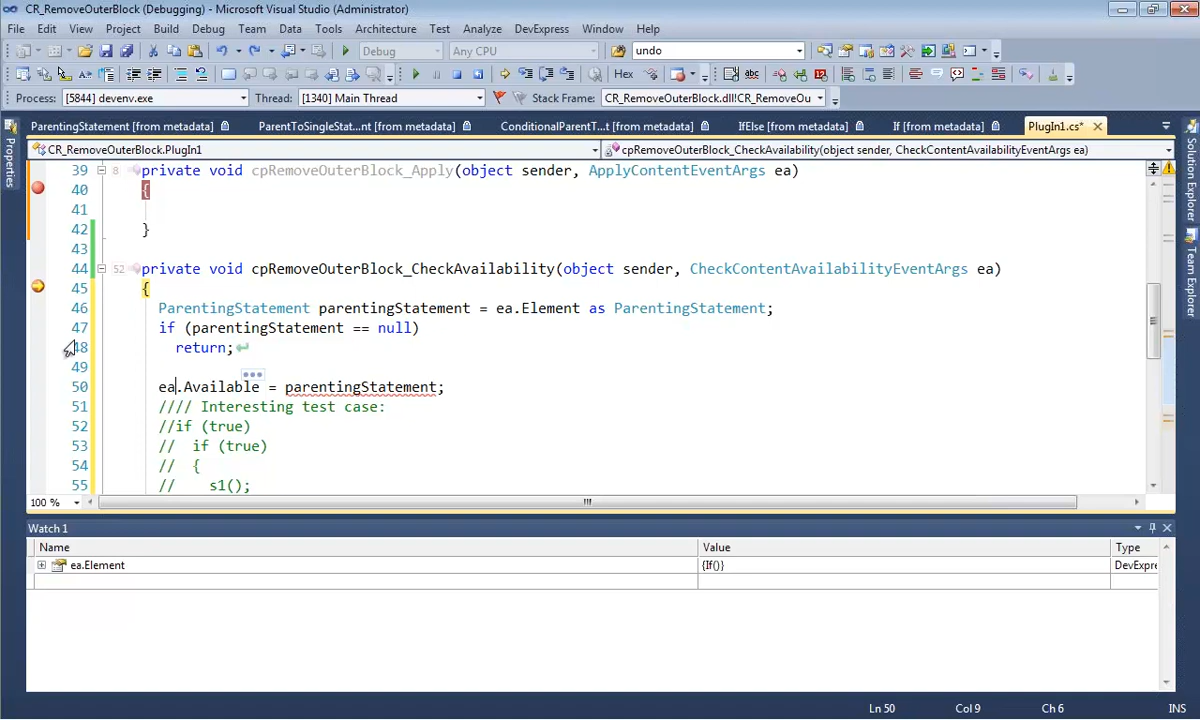 CR_RemoveOuterBlock (Debugging) - Microsoft Visual Studio (Administrator)
File Edit View Project Build Debug Team Data Tools Architecture Test Analyze DevExpress Window Help
Debug Any CPU undo
Hex
Process: [5844] devenv.exe Thread: [1340] Main Thread Stack Frame: CR_RemoveOuterBlock.dll!CR_RemoveOu
ParentingStatement [from metadata] ParentToSingleStat...nt [from metadata] ConditionalParentT...t [from metadata] IfElse [from metadata] If [from metadata] PlugIn1.cs*
CR_RemoveOuterBlock.PlugIn1 cpRemoveOuterBlock_CheckAvailability(object sender, CheckContentAvailabilityEventArgs ea)
39 8 private void cpRemoveOuterBlock_Apply(object sender, ApplyContentEventArgs ea)
40 {
41
42 }
43
44 52 private void cpRemoveOuterBlock_CheckAvailability(object sender, CheckContentAvailabilityEventArgs ea)
45 {
46 ParentingStatement parentingStatement = ea.Element as ParentingStatement;
47 if (parentingStatement == null)
48 return;
49
50 ea.Available = parentingStatement;
51 //// Interesting test case:
52 //if (true)
53 // if (true)
54 // {
55 // s1();
100 %
Watch 1
Name Value Type
ea.Element {If()} DevExpre
Ln 50 Col 9 Ch 6 INS
Properties
Solution Explorer
Team Explorer